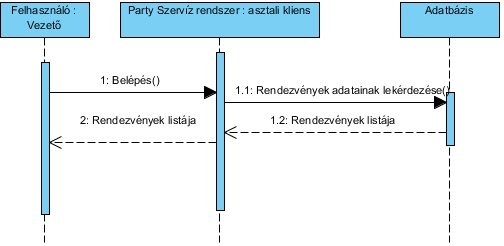 Felhasználó :
Vezető
Party Szervíz rendszer : asztali kliens
Adatbázis
1: Belépés()
1.1: Rendezvények adatainak lekérdezése()
2: Rendezvények listája
1.2: Rendezvények listája